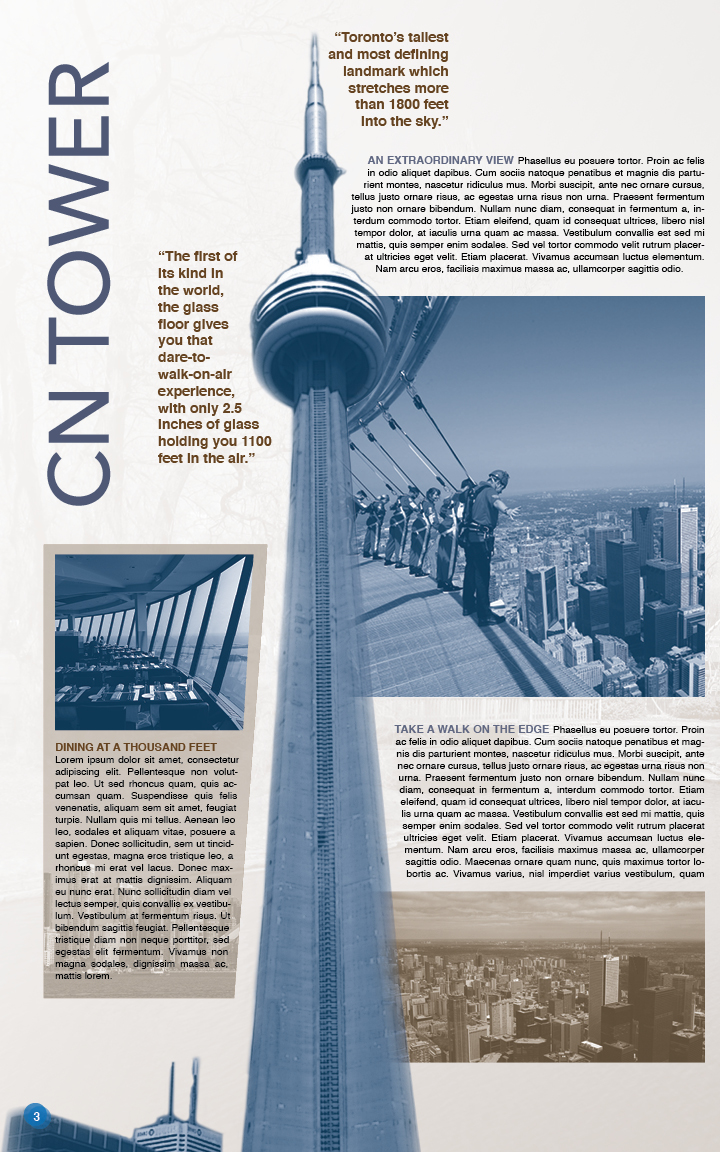 CN TOWER
“Toronto’s tallest
and most defining
landmark which
stretches more
than 1800 feet
into the sky.”
AN EXTRAORDINARY VIEW Phasellus eu posuere tortor. Proin ac felis
in odio aliquet dapibus. Cum sociis natoque penatibus et magnis dis partu-
rient montes, nascetur ridiculus mus. Morbi suscipit, ante nec ornare cursus,
tellus justo ornare risus, ac egestas urna risus non urna. Praesent fermentum
justo non ornare bibendum. Nullam nunc diam, consequat in fermentum a, in-
terdum commodo tortor. Etiam eleifend, quam id consequat ultrices, libero nisl
tempor dolor, at iaculis urna quam ac massa. Vestibulum convallis est sed mi
mattis, quis semper enim sodales. Sed vel tortor commodo velit rutrum placer-
at ultricies eget velit. Etiam placerat. Vivamus accumsan luctus elementum.
Nam arcu eros, facilisis maximus massa ac, ullamcorper sagittis odio.
“The first of
its kind in
the world,
the glass
floor gives
you that
dare-to-
walk-on-air
experience,
with only 2.5
inches of glass
holding you 1100
feet in the air.”
DINING AT A THOUSAND FEET
Lorem ipsum dolor sit amet, consectetur
adipiscing elit. Pellentesque non volut-
pat leo. Ut sed rhoncus quam, quis ac-
cumsan quam. Suspendisse quis felis
venenatis, aliquam sem sit amet, feugiat
turpis. Nullam quis mi tellus. Aenean leo
leo, sodales et aliquam vitae, posuere a
sapien. Donec sollicitudin, sem ut tincid-
unt egestas, magna eros tristique leo, a
rhoncus mi erat vel lacus. Donec max-
imus erat at mattis dignissim. Aliquam
eu nunc erat. Nunc sollicitudin diam vel
lectus semper, quis convallis ex vestibu-
lum. Vestibulum at fermentum risus. Ut
bibendum sagittis feugiat. Pellentesque
tristique diam non neque porttitor, sed
egestas elit fermentum. Vivamus non
magna sodales, dignissim massa ac,
mattis lorem.
TAKE A WALK ON THE EDGE Phasellus eu posuere tortor. Proin
ac felis in odio aliquet dapibus. Cum sociis natoque penatibus et mag-
nis dis parturient montes, nascetur ridiculus mus. Morbi suscipit, ante
nec ornare cursus, tellus justo ornare risus, ac egestas urna risus non
urna. Praesent fermentum justo non ornare bibendum. Nullam nunc
diam, consequat in fermentum a, interdum commodo tortor. Etiam
eleifend, quam id consequat ultrices, libero nisl tempor dolor, at iacu-
lis urna quam ac massa. Vestibulum convallis est sed mi mattis, quis
semper enim sodales. Sed vel tortor commodo velit rutrum placerat
ultricies eget velit. Etiam placerat. Vivamus accumsan luctus ele-
mentum. Nam arcu eros, facilisis maximus massa ac, ullamcorper
sagittis odio. Maecenas ornare quam nunc, quis maximus tortor lo-
bortis ac. Vivamus varius, nisl imperdiet varius vestibulum, quam
3